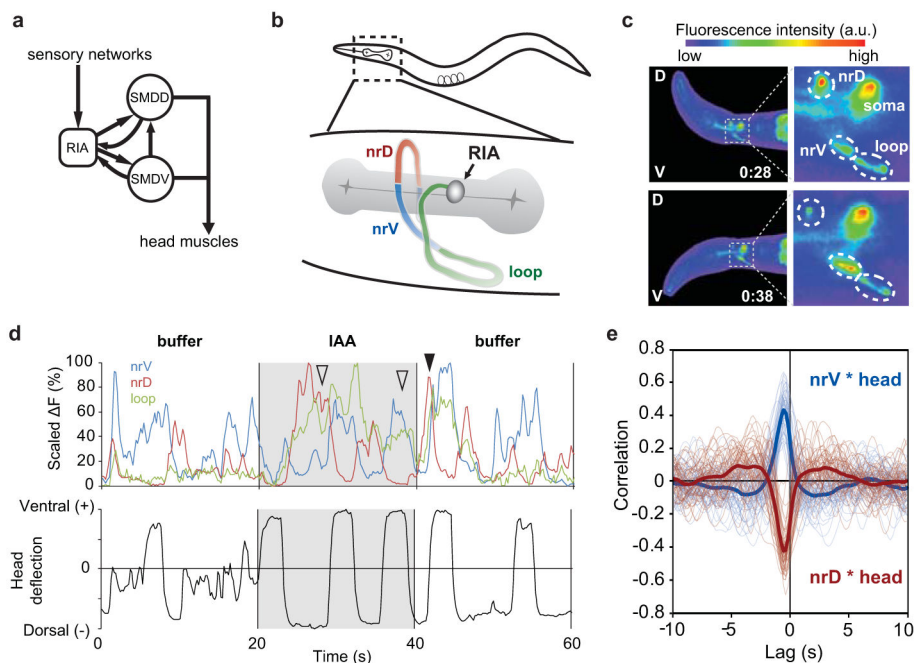 a
sensory networks
SMDD
RIA
SMDV
head muscles
b
nrD
RIA
nrV
loop
c
Fluorescence intensity (a.u.)
low high
D
V
0:28
nrD
soma
nrV
loop
D
V
0:38
d
buffer IAA buffer
Scaled ΔF (%)
100
80
60
40
20
0
nrV
nrD
loop
Head
deflection
Ventral (+)
0
Dorsal (-)
0 20 40 60
Time (s)
e
Correlation
0.8
0.6
0.4
0.2
0
-0.2
-0.4
-0.6
-0.8
nrV * head
nrD * head
-10 -5 0 5 10
Lag (s)